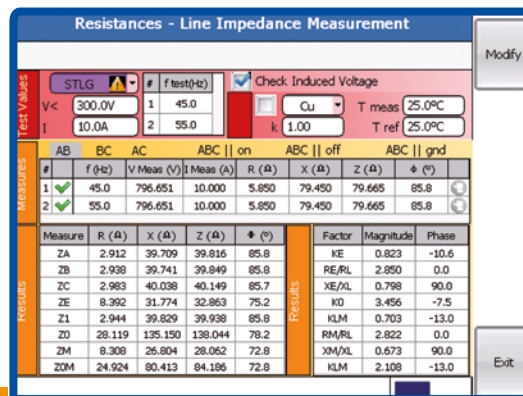 Resistances - Line Impedance Measurement
Modify
Test Values
STLG # f test(Hz) Check Induced Voltage
V< 300.0V 1 45.0 Cu T meas 25.0ºC
I 10.0A 2 55.0 k 1.00 T ref 25.0ºC
Measures
AB BC AC ABC || on ABC || off ABC || gnd
# f (Hz) V Meas (V) I Meas (A) R (Ω) X (Ω) Z (Ω) Φ (º)
1 45.0 796.651 10.000 5.850 79.450 79.665 85.8
2 55.0 796.651 10.000 5.850 79.450 79.665 85.8
Results
Measure R (Ω) X (Ω) Z (Ω) Φ (º)
ZA 2.912 39.709 39.816 85.8
ZB 2.938 39.741 39.849 85.8
ZC 2.983 40.038 40.149 85.7
ZE 8.392 31.774 32.863 75.2
Z1 2.944 39.829 39.938 85.8
Z0 28.119 135.150 138.044 78.2
ZM 8.308 26.804 28.062 72.8
Z0M 24.924 80.413 84.186 72.8
Results
Factor Magnitude Phase
KE 0.823 -10.6
RE/RL 2.850 0.0
XE/XL 0.798 90.0
K0 3.456 -7.5
KLM 0.703 -13.0
RM/RL 2.822 0.0
XM/XL 0.673 90.0
KLM 2.108 -13.0
Exit